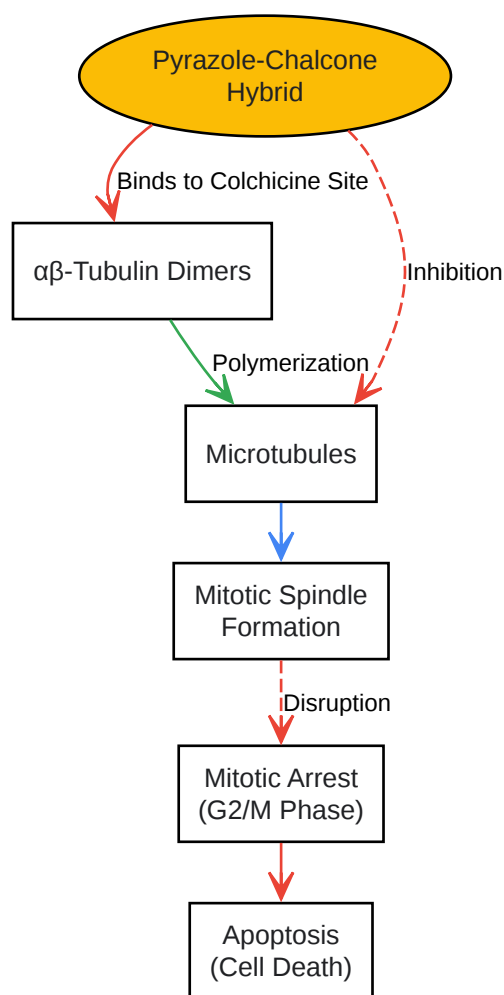 Pyrazole-Chalcone
Hybrid
Binds to Colchicine Site
αβ-Tubulin Dimers
Inhibition
Polymerization
Microtubules
Mitotic Spindle
Formation
Disruption
Mitotic Arrest
(G2/M Phase)
Apoptosis
(Cell Death)